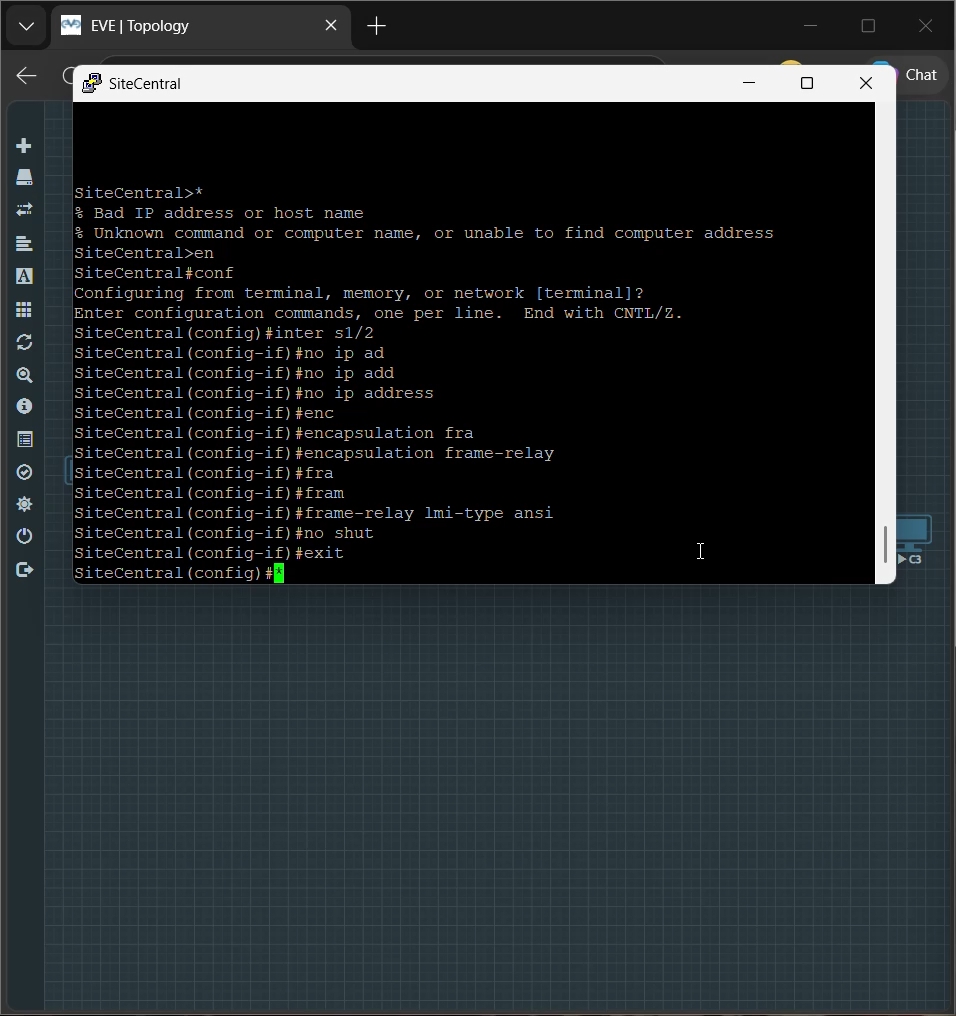 EVE | Topology
Chat
SiteCentral
SiteCentral>*
% Bad IP address or host name
% Unknown command or computer name, or unable to find computer address
SiteCentral>en
SiteCentral#conf
Configuring from terminal, memory, or network [terminal]?
Enter configuration commands, one per line.  End with CNTL/Z.
SiteCentral(config)#inter s1/2
SiteCentral(config-if)#no ip ad
SiteCentral(config-if)#no ip add
SiteCentral(config-if)#no ip address
SiteCentral(config-if)#enc
SiteCentral(config-if)#encapsulation fra
SiteCentral(config-if)#encapsulation frame-relay
SiteCentral(config-if)#fra
SiteCentral(config-if)#fram
SiteCentral(config-if)#frame-relay lmi-type ansi
SiteCentral(config-if)#no shut
SiteCentral(config-if)#exit
SiteCentral(config)#*
C3